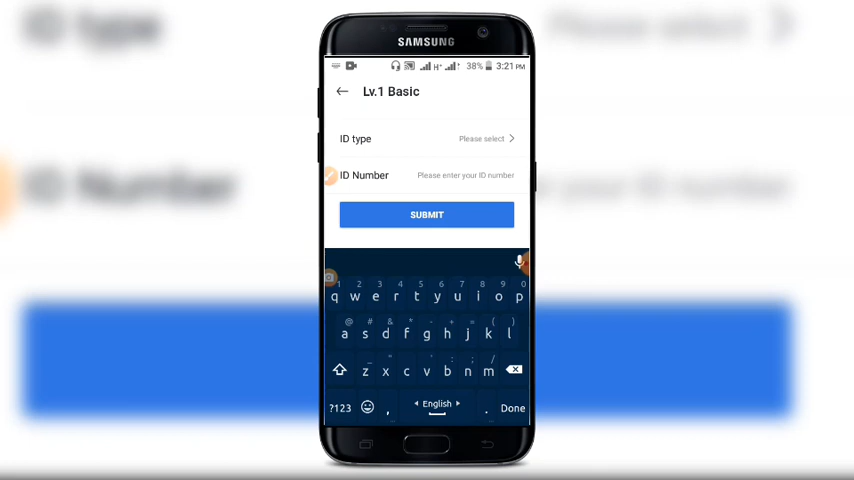 ID type
Please select
SAMSUNG
H+ 38% 3:21 PM
Lv.1 Basic
ID type Please select
ID Number Please enter your ID number
SUBMIT
ID Number
your ID number
1 2 3 4 5 6 7 8 9 0
q w e r t y u i o p
@ # & * - + = ( )
a s d f g h j k l
_ " ' : ; /
z x c v b n m
?123 , English . Done